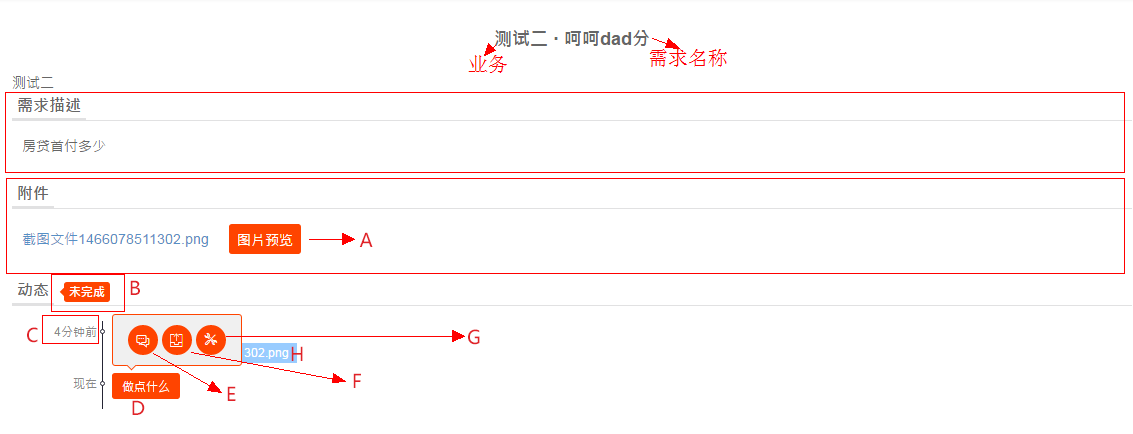 测试二 · 呵呵dad分
业务
需求名称
测试二
需求描述
房贷首付多少
附件
截图文件1466078511302.png
图片预览
A
动态
未完成
B
C
4分钟前
G
302.png
H
F
现在
做点什么
E
D